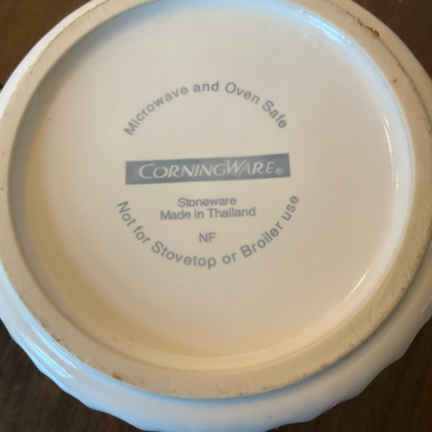 Microwave and Oven Safe
CORNINGWARE®
Stoneware
Made in Thailand
NF
Not for Stovetop or Broiler use